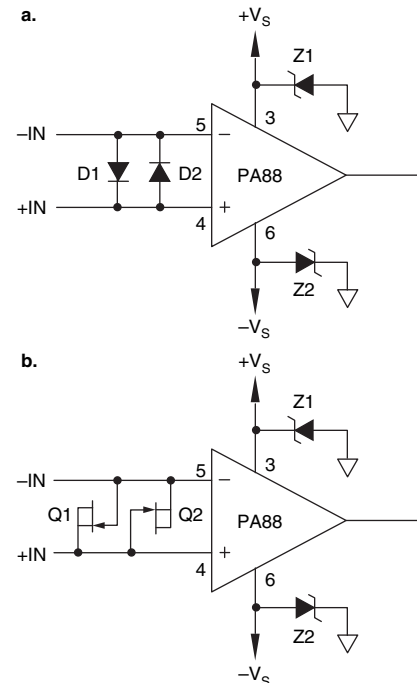 a.
+VS
Z1
3
–IN
5
–
D1
D2
PA88
+IN
4
+
6
Z2
–VS
b.
+VS
Z1
3
–IN
5
–
Q1
Q2
PA88
+IN
4
+
6
Z2
–VS